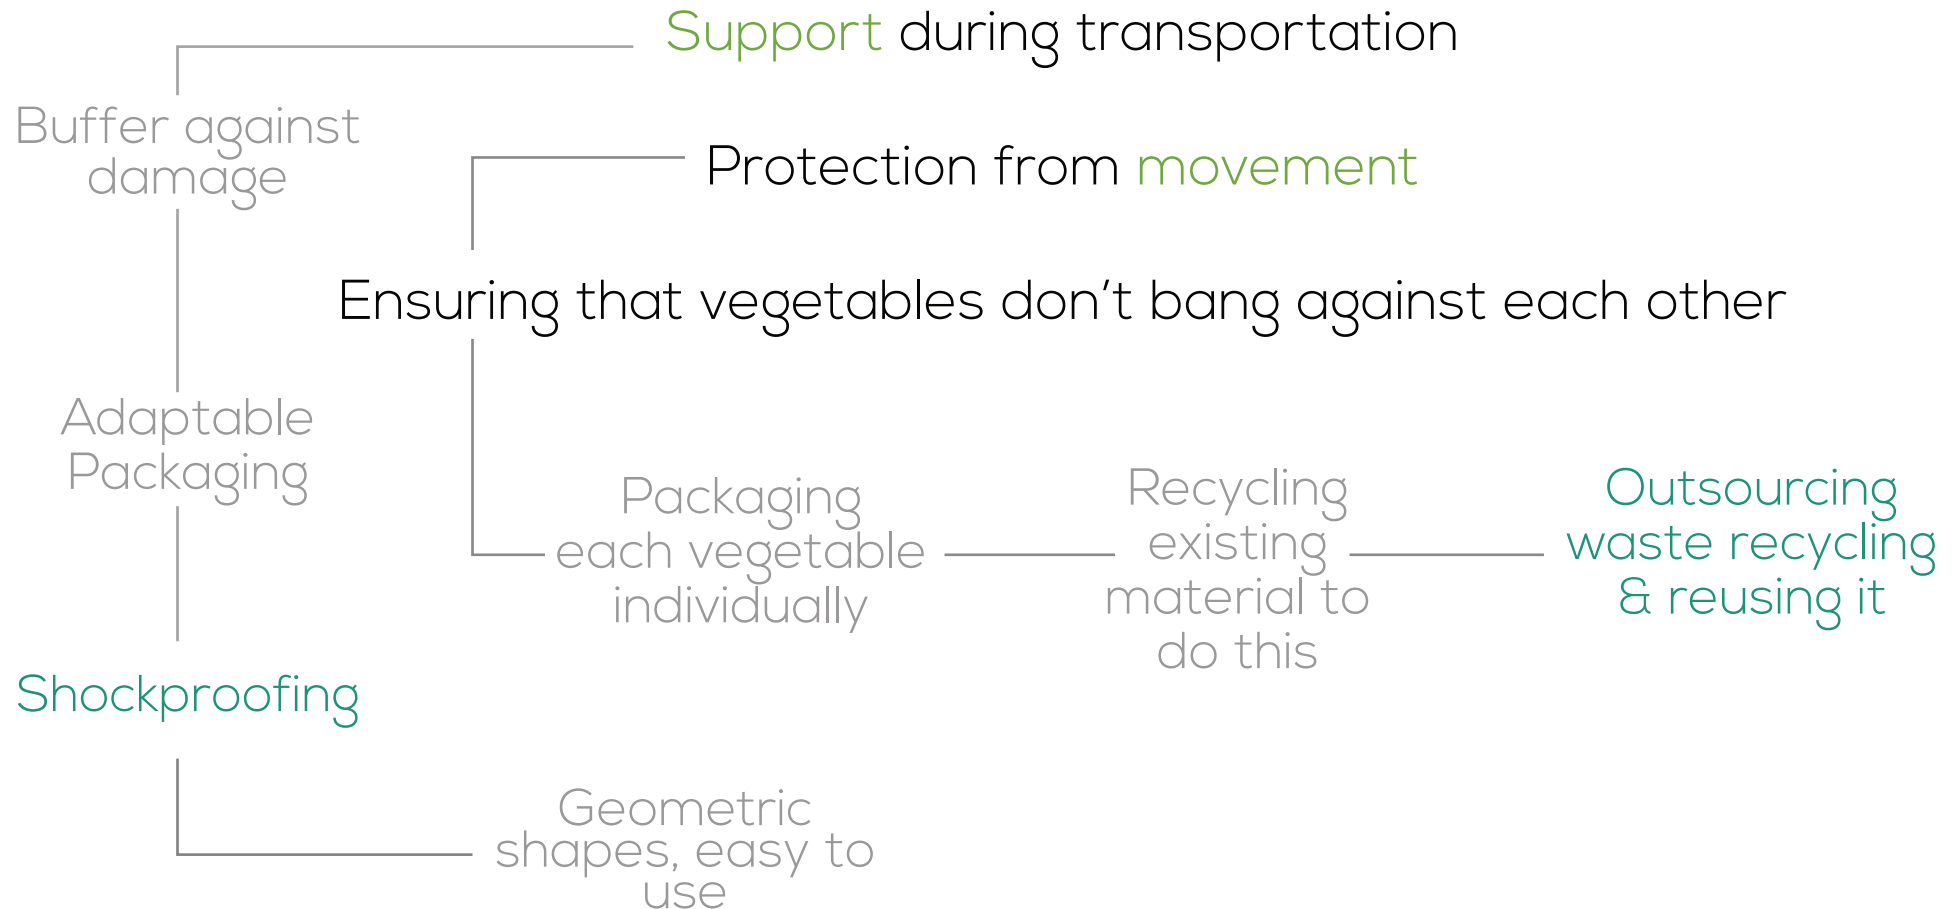 Support during transportation
Buffer against
damage
Protection from movement
Ensuring that vegetables don't bang against each other
Adaptable
Packaging
Packaging
each vegetable
individually
Recycling
existing
material to
do this
Outsourcing
waste recycling
& reusing it
Shockproofing
Geometric
shapes, easy to
use